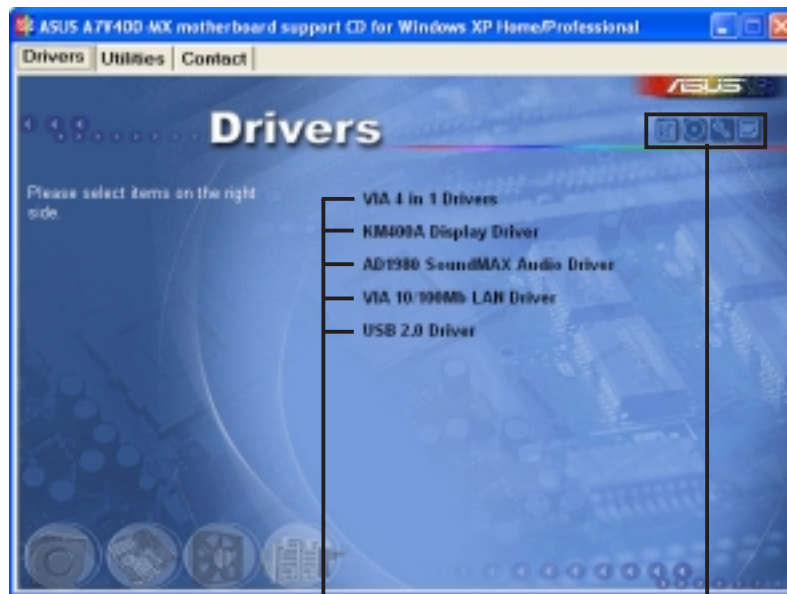 ASUS A7V400-MX motherboard support CD for Windows XP Home/Professional
Drivers Utilities Contact
ASUS
Drivers
Please select items on the right
side.
VIA 4 in 1 Drivers
KM400A Display Driver
AD1980 SoundMAX Audio Driver
VIA 10/100Mb LAN Driver
USB 2.0 Driver